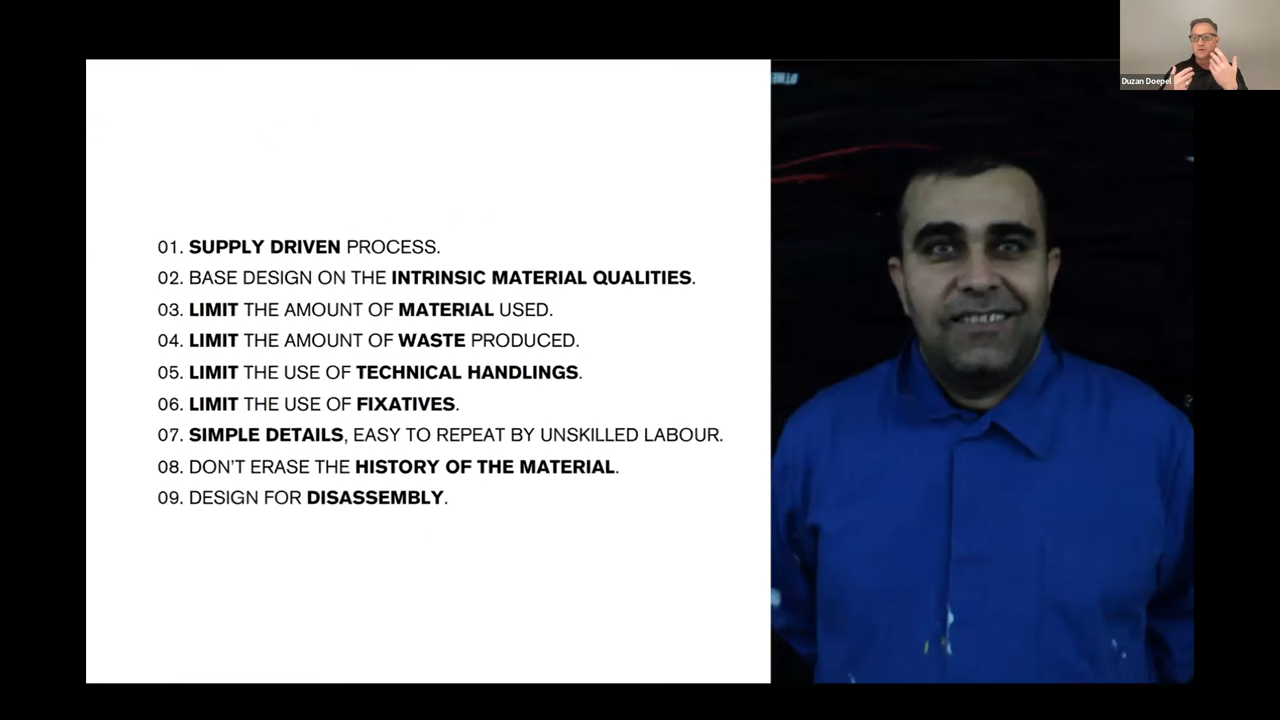 01. SUPPLY DRIVEN PROCESS.
02. BASE DESIGN ON THE INTRINSIC MATERIAL QUALITIES.
03. LIMIT THE AMOUNT OF MATERIAL USED.
04. LIMIT THE AMOUNT OF WASTE PRODUCED.
05. LIMIT THE USE OF TECHNICAL HANDLINGS.
06. LIMIT THE USE OF FIXATIVES.
07. SIMPLE DETAILS, EASY TO REPEAT BY UNSKILLED LABOUR.
08. DON'T ERASE THE HISTORY OF THE MATERIAL.
09. DESIGN FOR DISASSEMBLY.
Duzan Doepel